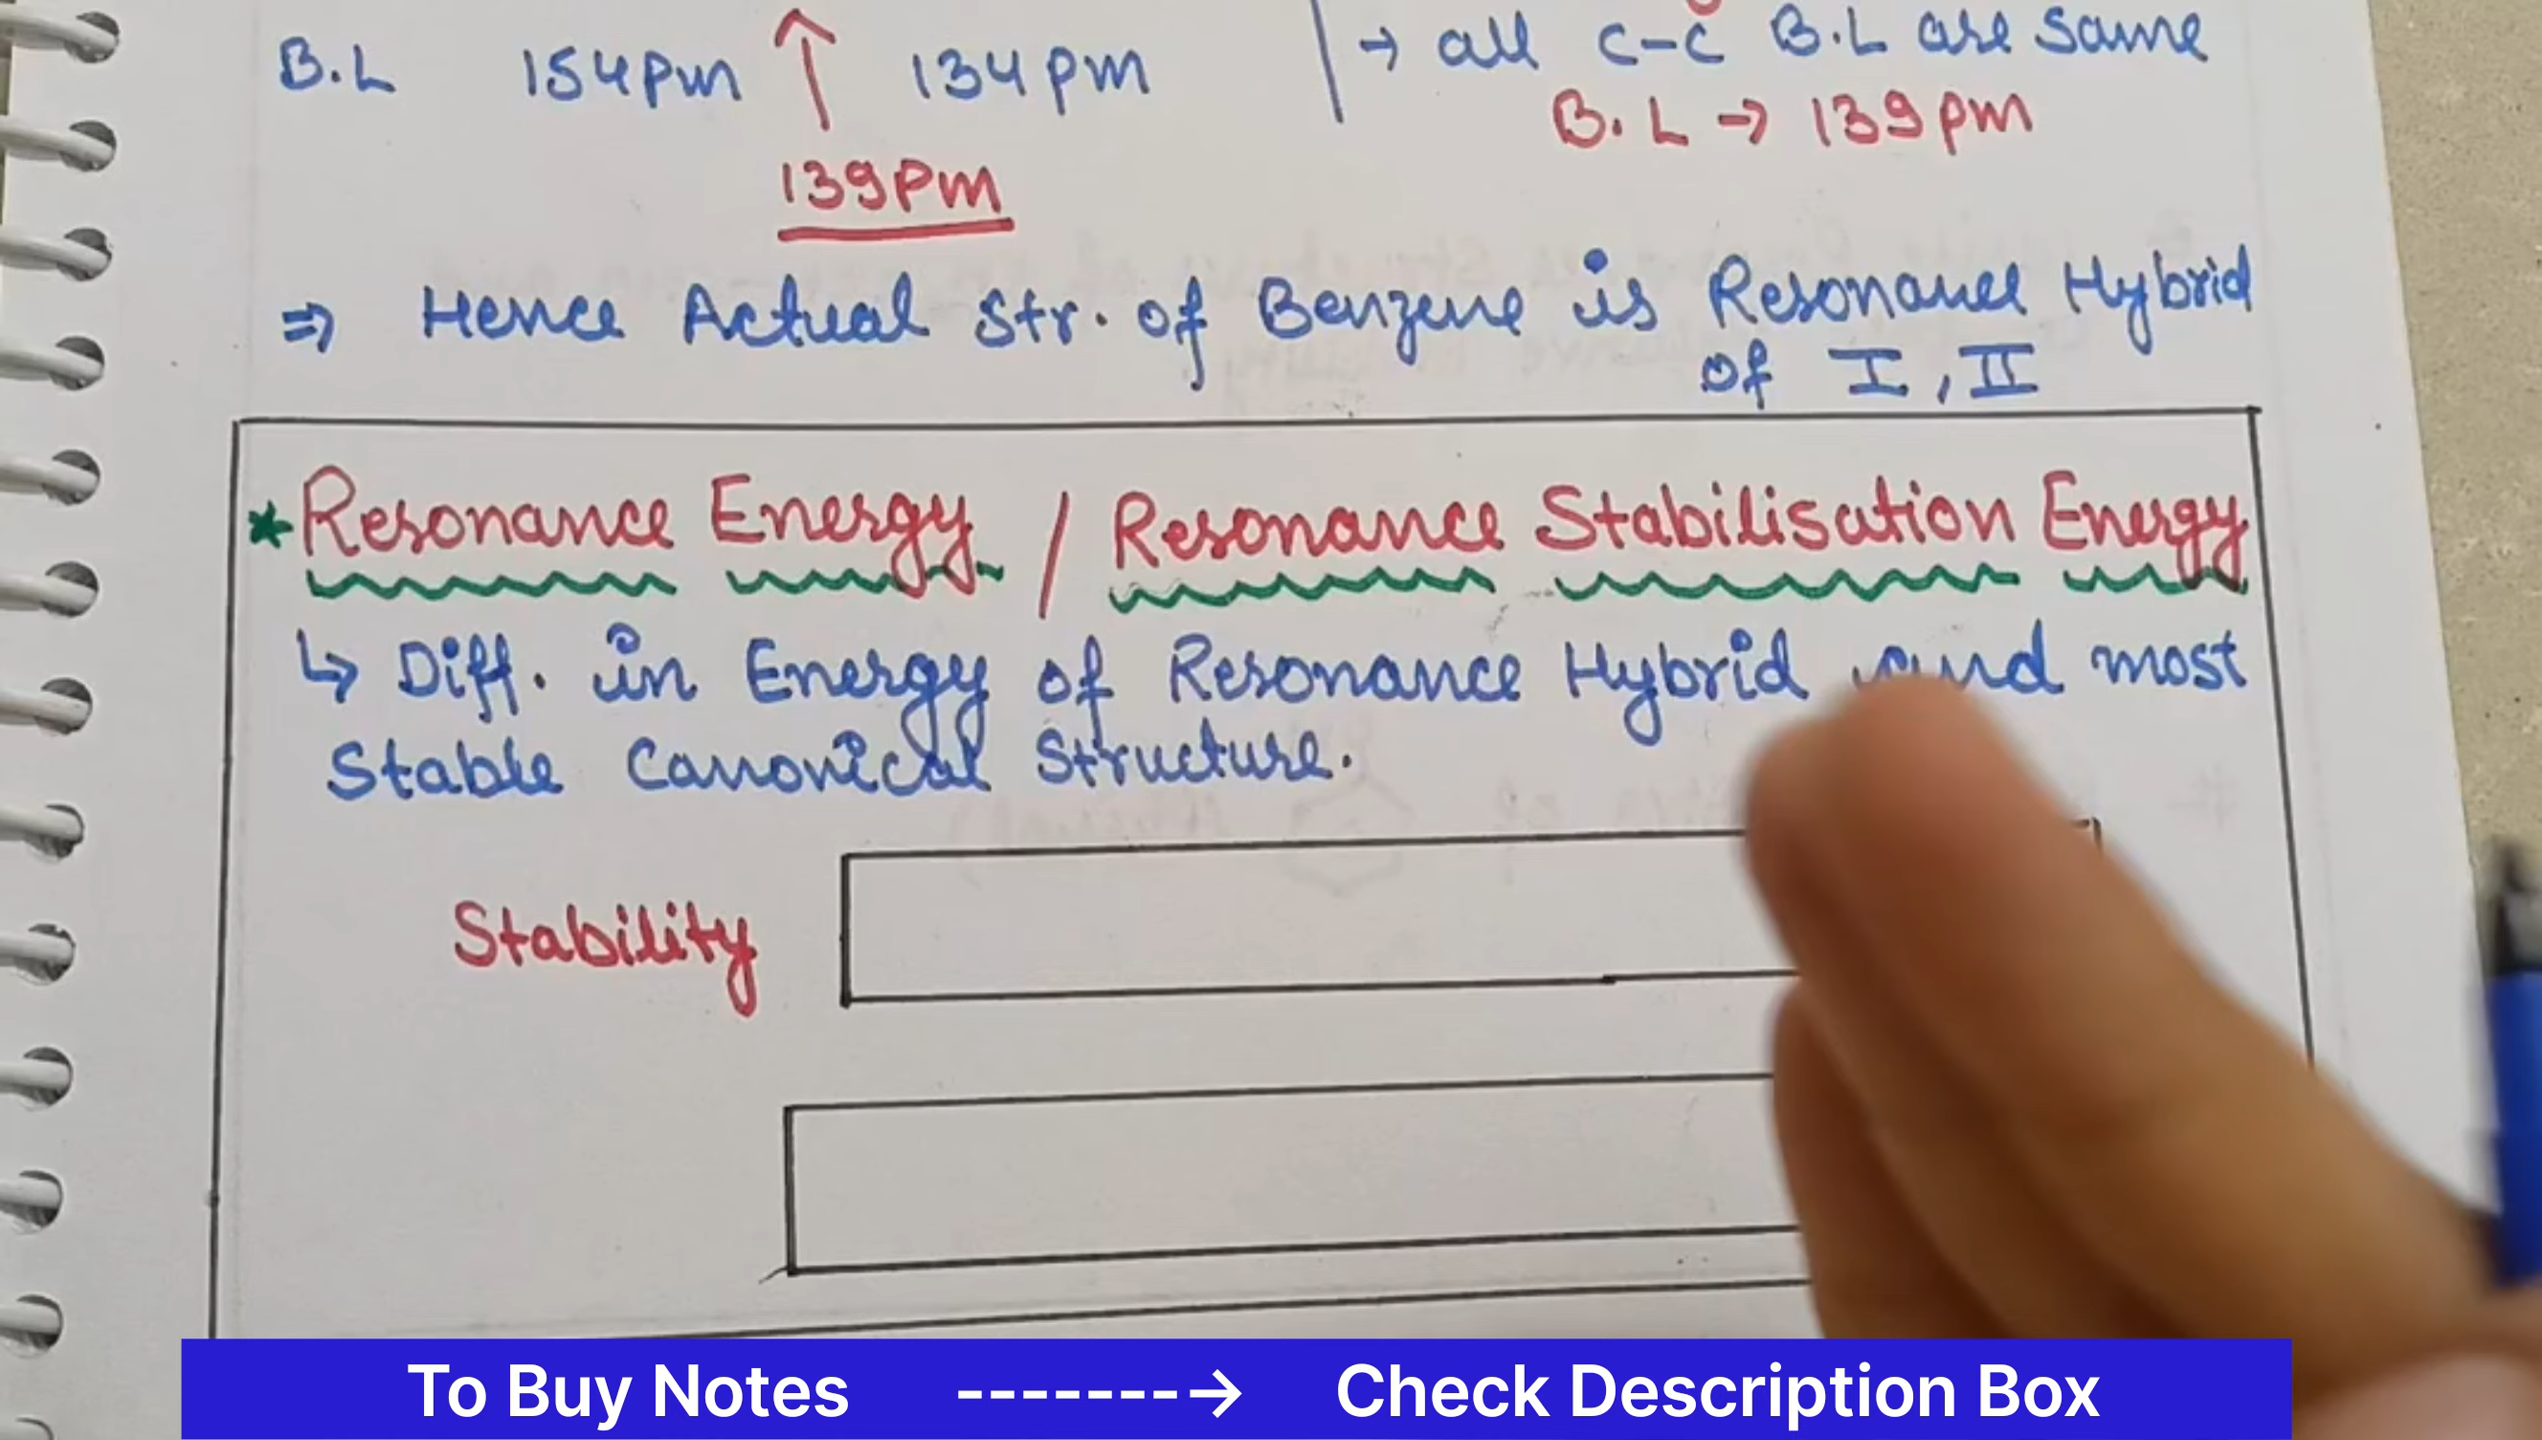 B.L 154pm 134pm
139pm
→ all C-C B.L are same
B.L → 139pm
⇒ Hence Actual Str. of Benzene is Resonance Hybrid
of I, II
* Resonance Energy / Resonance Stabilisation Energy
↳ Diff. in Energy of Resonance Hybrid and most
Stable Canonical Structure.
Stability
To Buy Notes -------→ Check Description Box